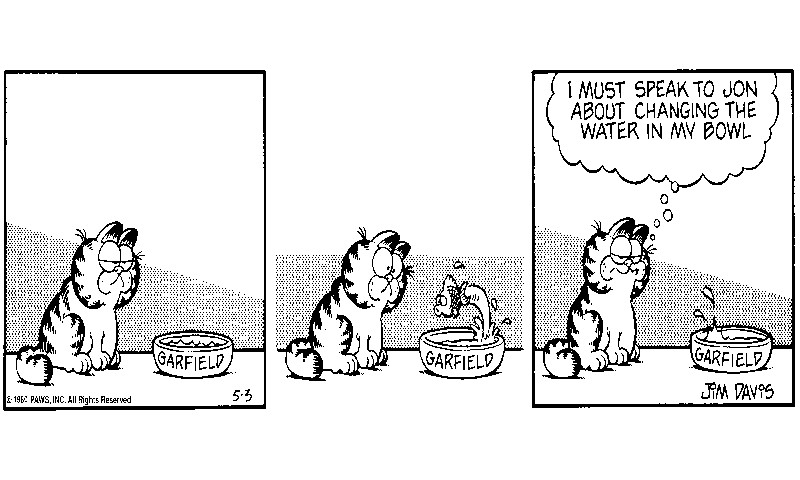 GARFIELD
© 1980 PAWS, INC. All Rights Reserved
5-3
GARFIELD
I MUST SPEAK TO JON
ABOUT CHANGING THE
WATER IN MY BOWL
GARFIELD
JIM DAVIS